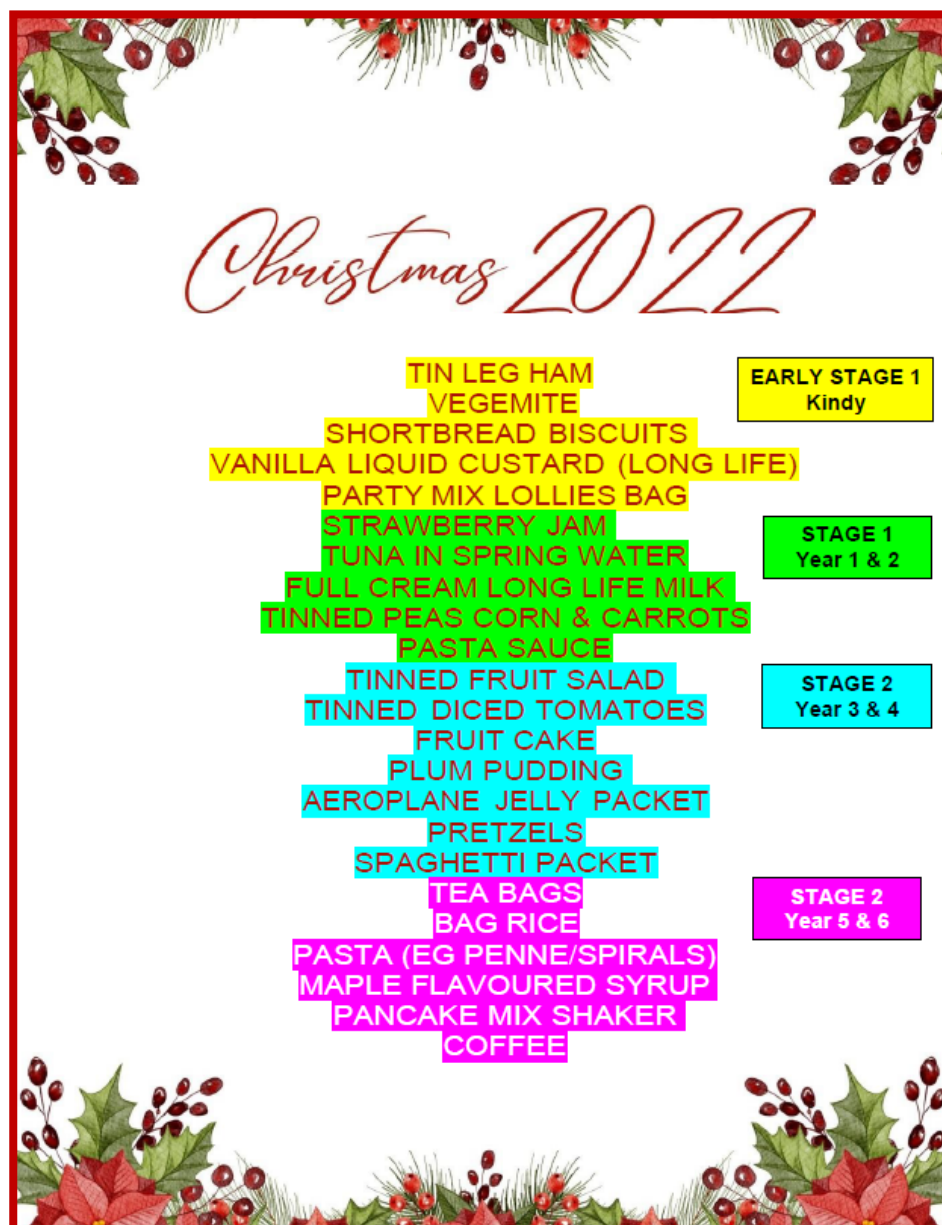 Christmas 2022
TIN LEG HAM
VEGEMITE
SHORTBREAD BISCUITS
VANILLA LIQUID CUSTARD (LONG LIFE)
PARTY MIX LOLLIES BAG
EARLY STAGE 1
Kindy
STRAWBERRY JAM
TUNA IN SPRING WATER
FULL CREAM LONG LIFE MILK
TINNED PEAS CORN & CARROTS
PASTA SAUCE
STAGE 1
Year 1 & 2
TINNED FRUIT SALAD
TINNED DICED TOMATOES
FRUIT CAKE
PLUM PUDDING
AEROPLANE JELLY PACKET
PRETZELS
SPAGHETTI PACKET
STAGE 2
Year 3 & 4
TEA BAGS
BAG RICE
PASTA (EG PENNE/SPIRALS)
MAPLE FLAVOURED SYRUP
PANCAKE MIX SHAKER
COFFEE
STAGE 2
Year 5 & 6